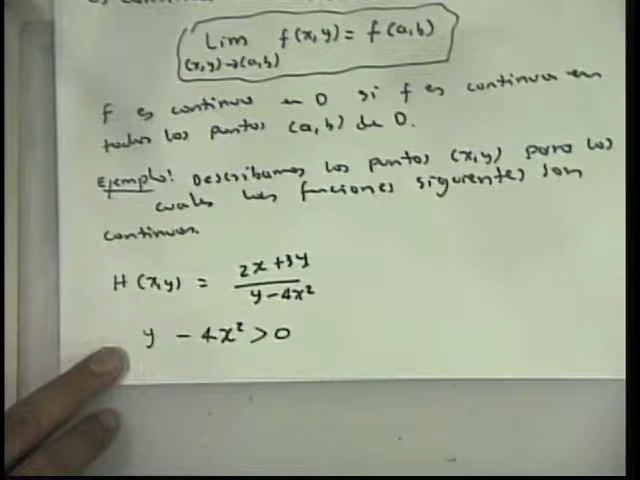 Lim f(x,y) = f(a,b)
(x,y)→(a,b)
f es continua en D si f es continua en
todos los puntos (a,b) de D.
Ejemplo: Describamos los puntos (x,y) para los
cuales las funciones siguientes son
continuas.
H(x,y) = 2x+3y
y-4x²
y - 4x² > 0